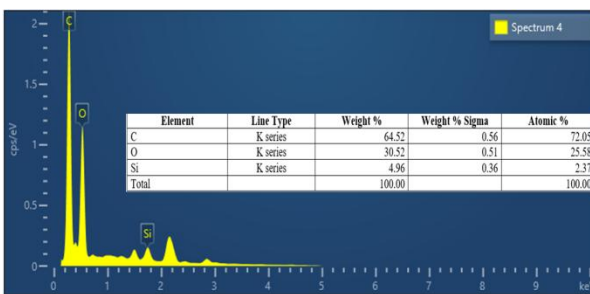 Spectrum 4
2
C
1.5
O
cps/eV
1
0.5
Si
0
0 1 2 3 4 5 6 7 8 9 ke
Element Line Type Weight % Weight % Sigma Atomic %
C K series 64.52 0.56 72.05
O K series 30.52 0.51 25.58
Si K series 4.96 0.36 2.37
Total 100.00 100.00